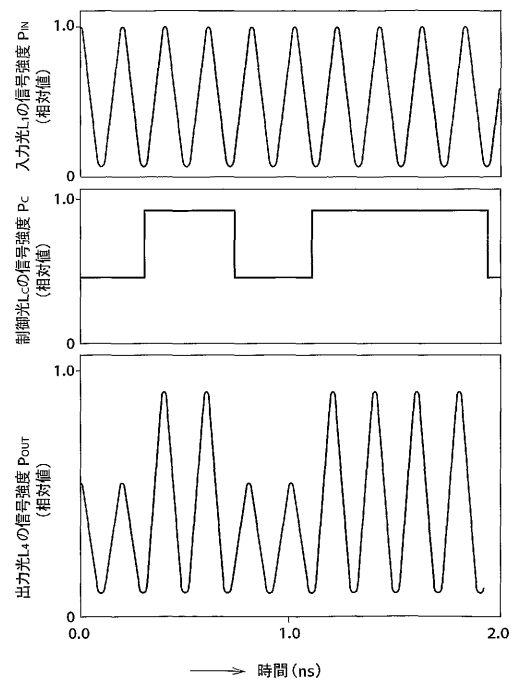 入力光L1の信号強度 PIN
(相対値)
1.0
0
制御光LCの信号強度 PC
(相対値)
1.0
0
出力光L4の信号強度 POUT
(相対値)
1.0
0
0.0
1.0
2.0
時間(ns)